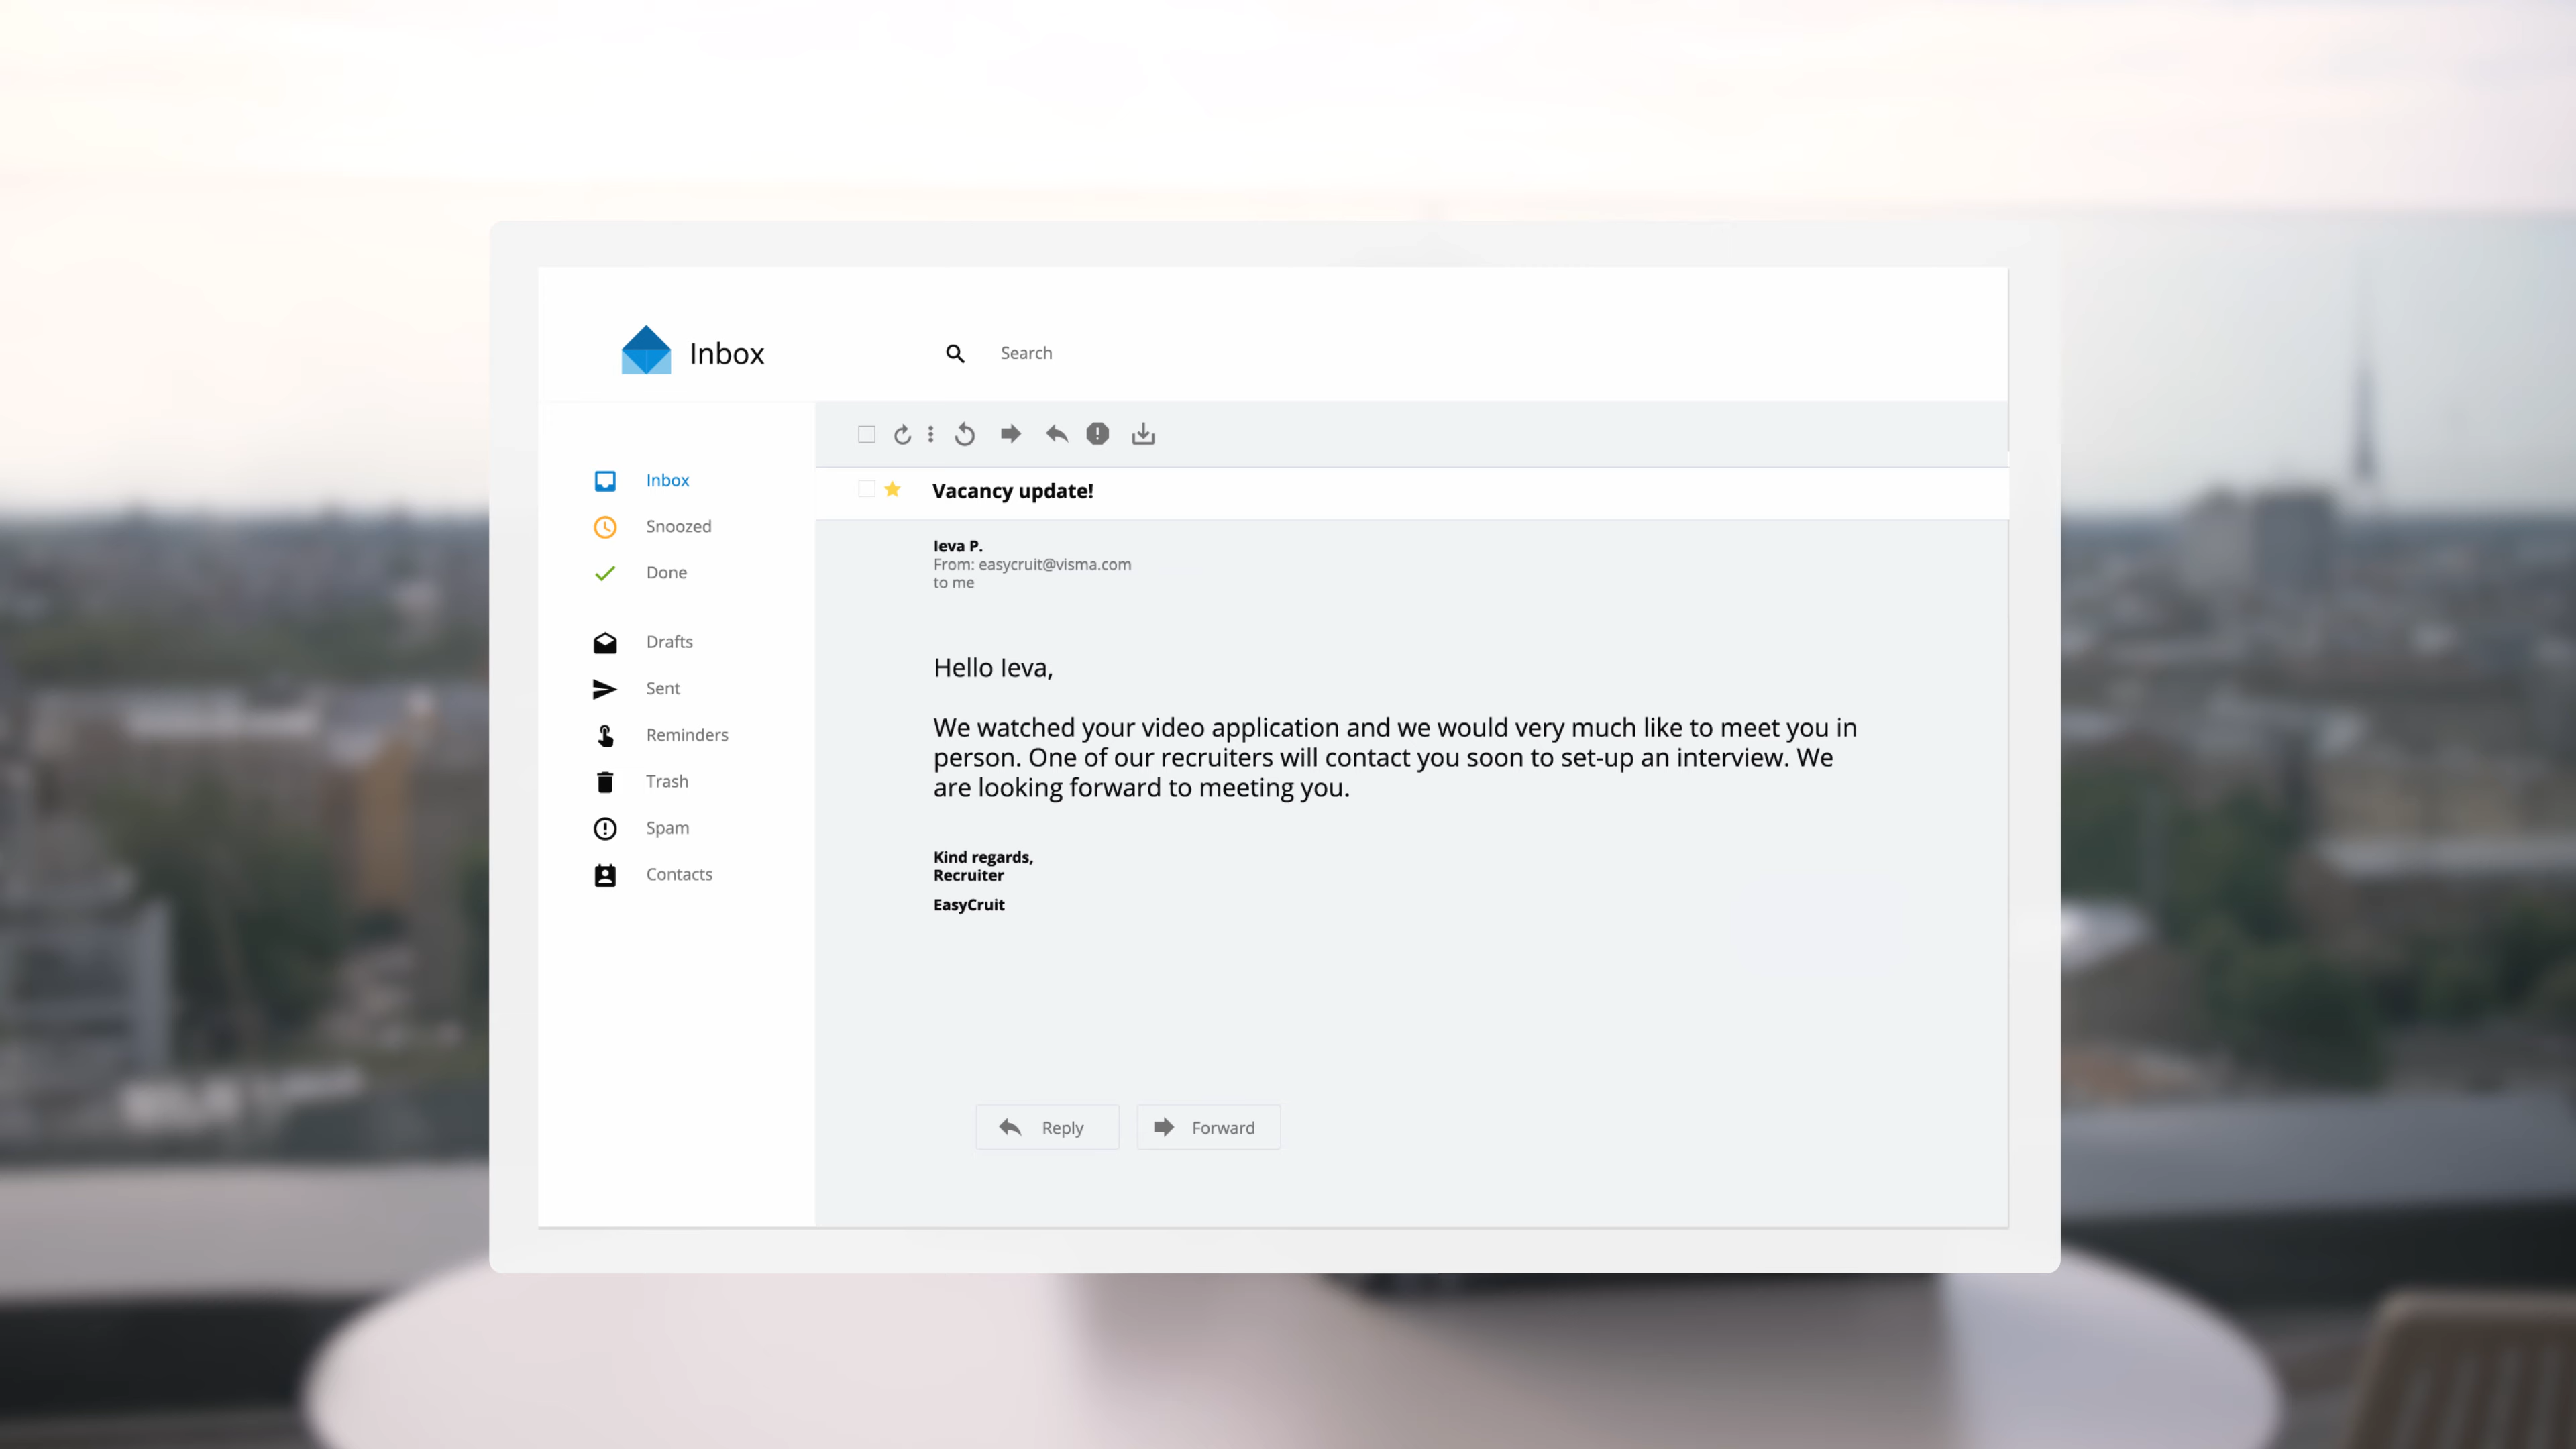 Inbox
Search
Inbox
Snoozed
Done
Drafts
Sent
Reminders
Trash
Spam
Contacts
Vacancy update!
Ieva P.
From: easycruit@visma.com
to me
Hello Ieva,
We watched your video application and we would very much like to meet you in
person. One of our recruiters will contact you soon to set-up an interview. We
are looking forward to meeting you.
Kind regards,
Recruiter
EasyCruit
Reply
Forward